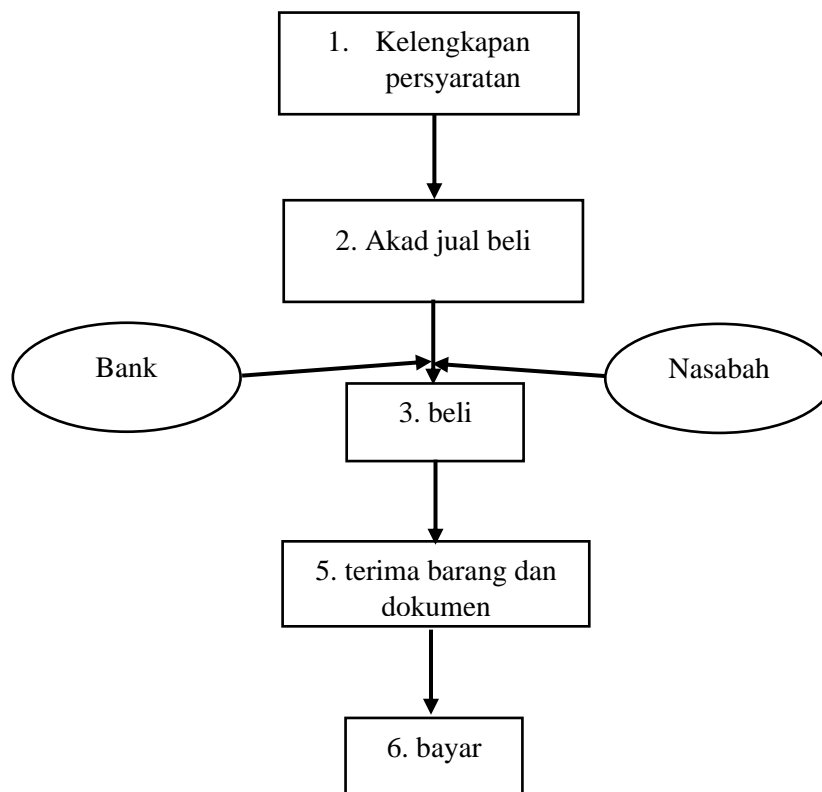 1. Kelengkapan
persyaratan
2. Akad jual beli
Bank
Nasabah
3. beli
5. terima barang dan
dokumen
6. bayar